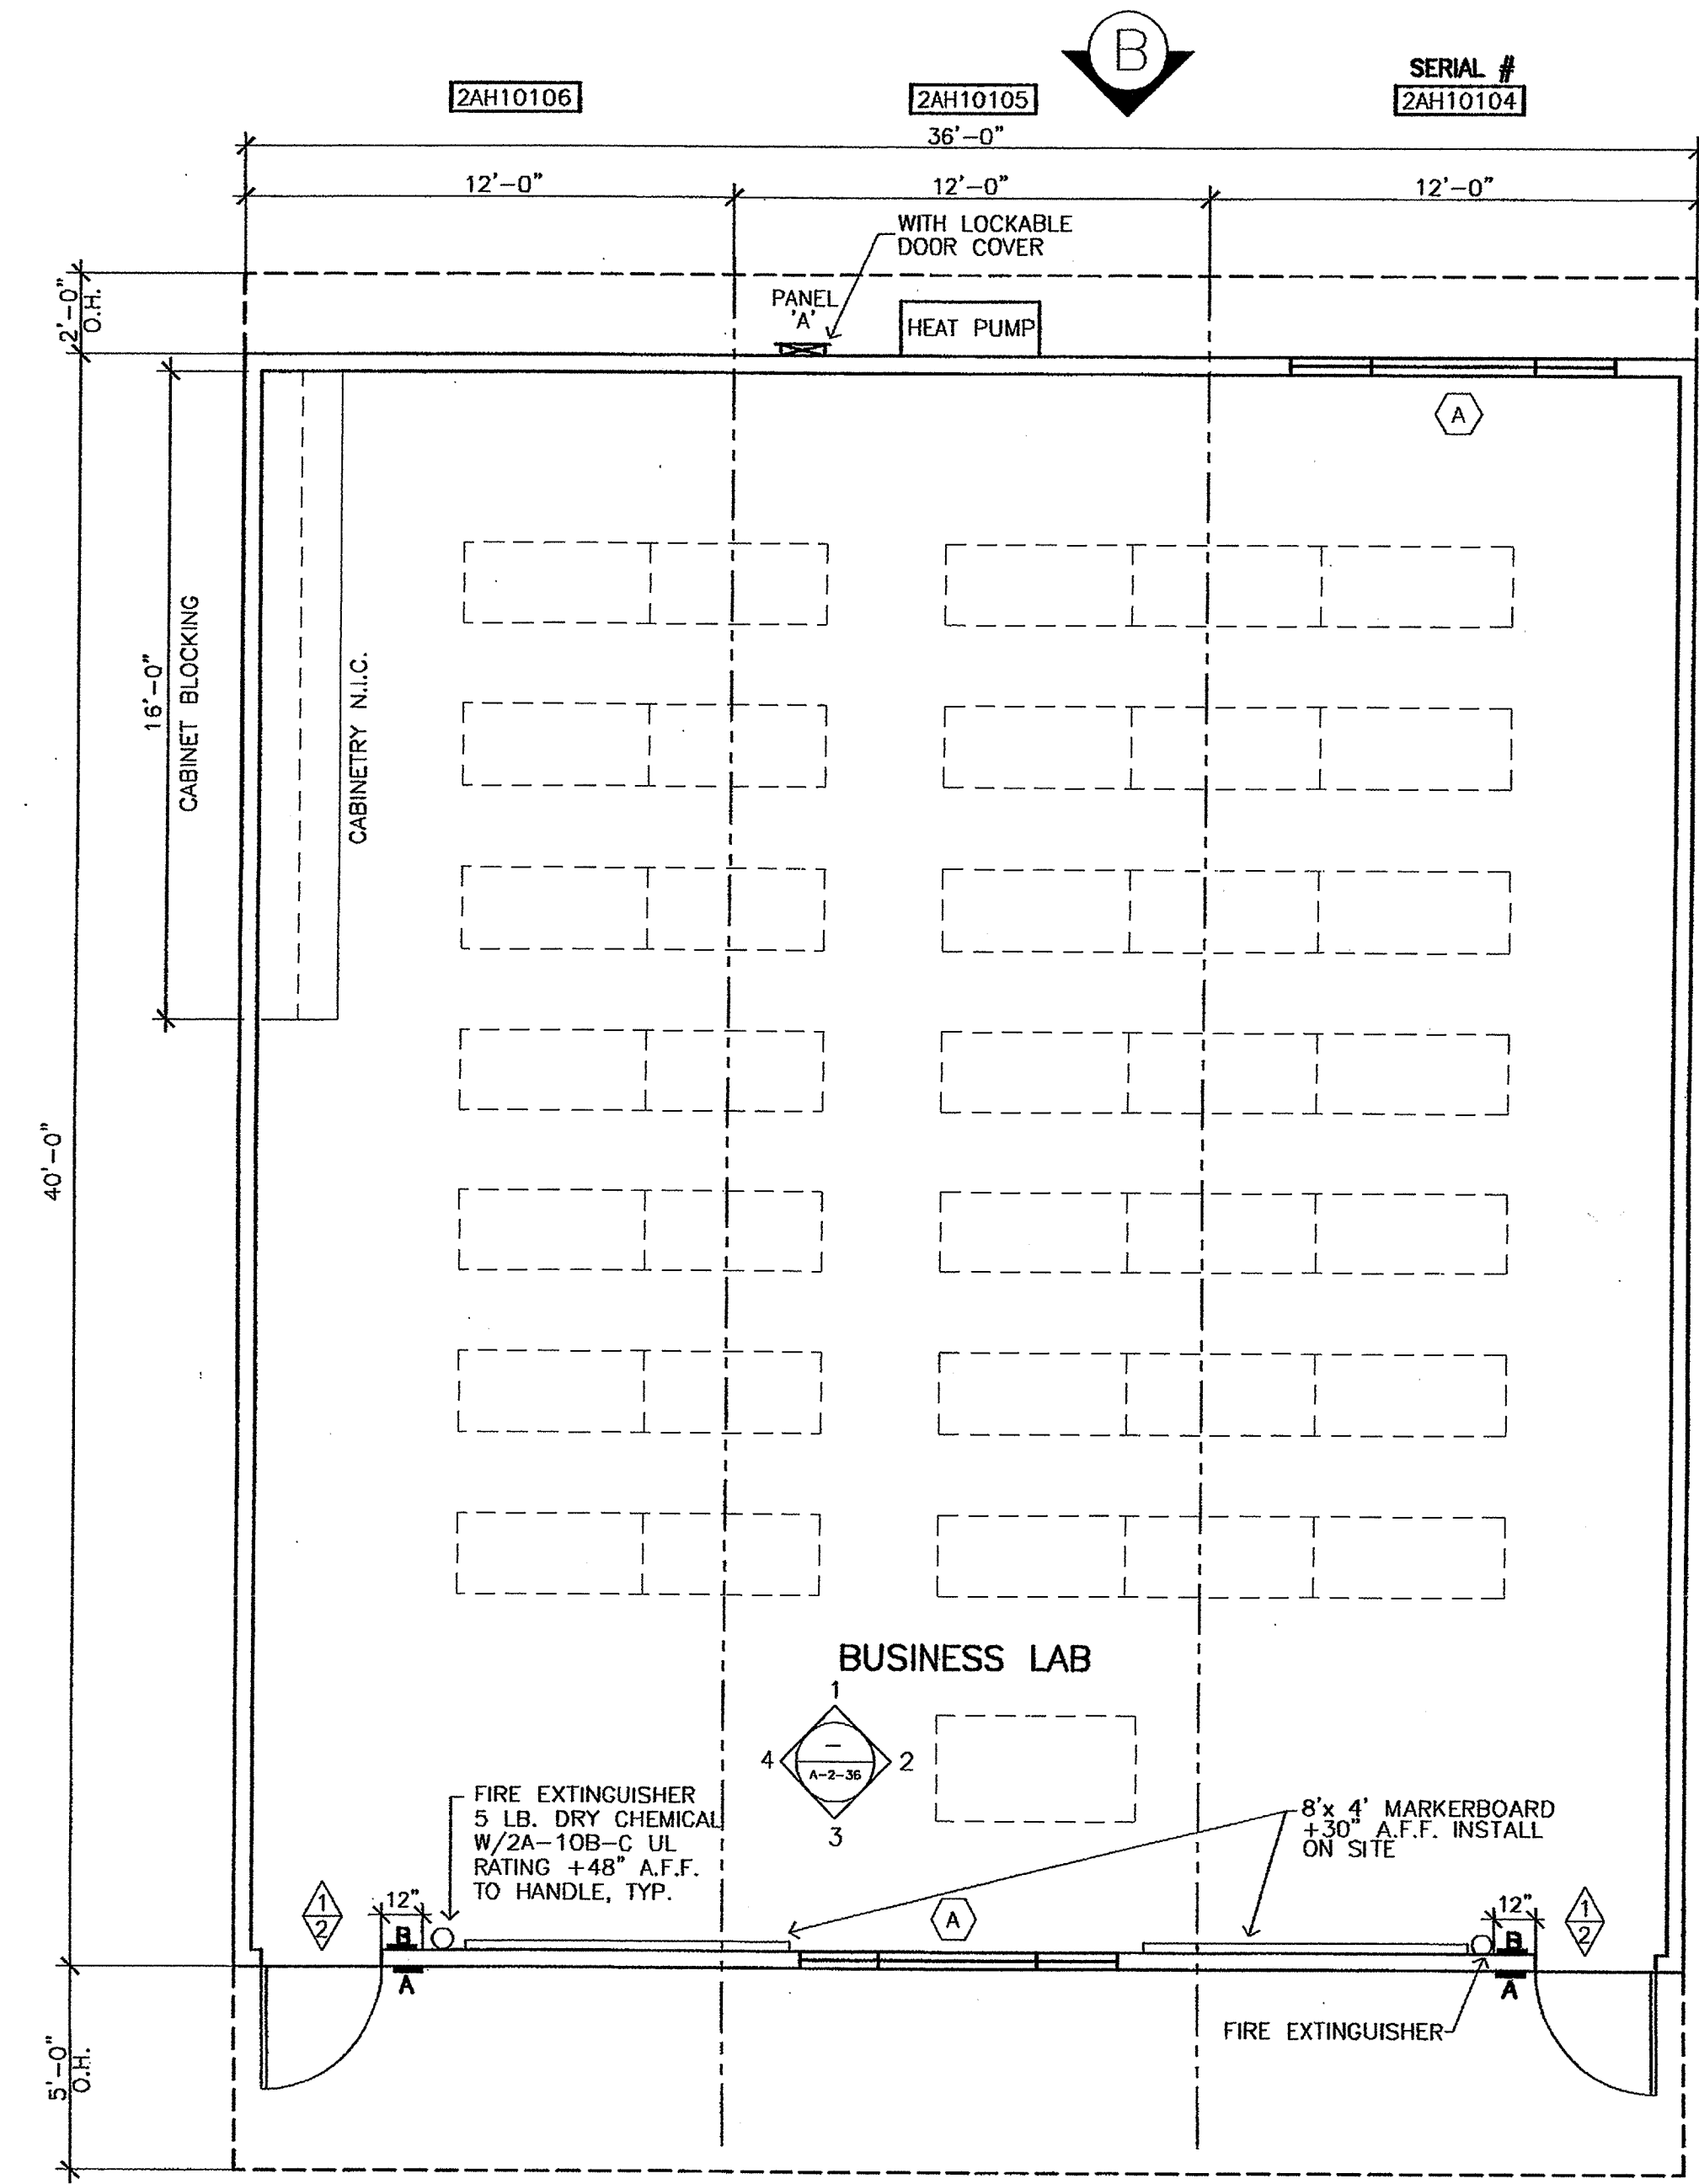 B
SERIAL #
2AH10106
2AH10105
2AH10104
36'-0"
12'-0"
12'-0"
12'-0"
WITH LOCKABLE
DOOR COVER
2'-0"
O.H.
PANEL
'A'
HEAT PUMP
A
16'-0"
CABINET BLOCKING
CABINETRY N.I.C.
40'-0"
BUSINESS LAB
1
4
–
2
A-2-36
3
FIRE EXTINGUISHER
5 LB. DRY CHEMICAL
W/2A-10B-C UL
RATING +48" A.F.F.
TO HANDLE, TYP.
8'x 4' MARKERBOARD
+30" A.F.F. INSTALL
ON SITE
1
2
12"
B
A
A
12"
B
A
1
2
FIRE EXTINGUISHER
5'-0"
O.H.